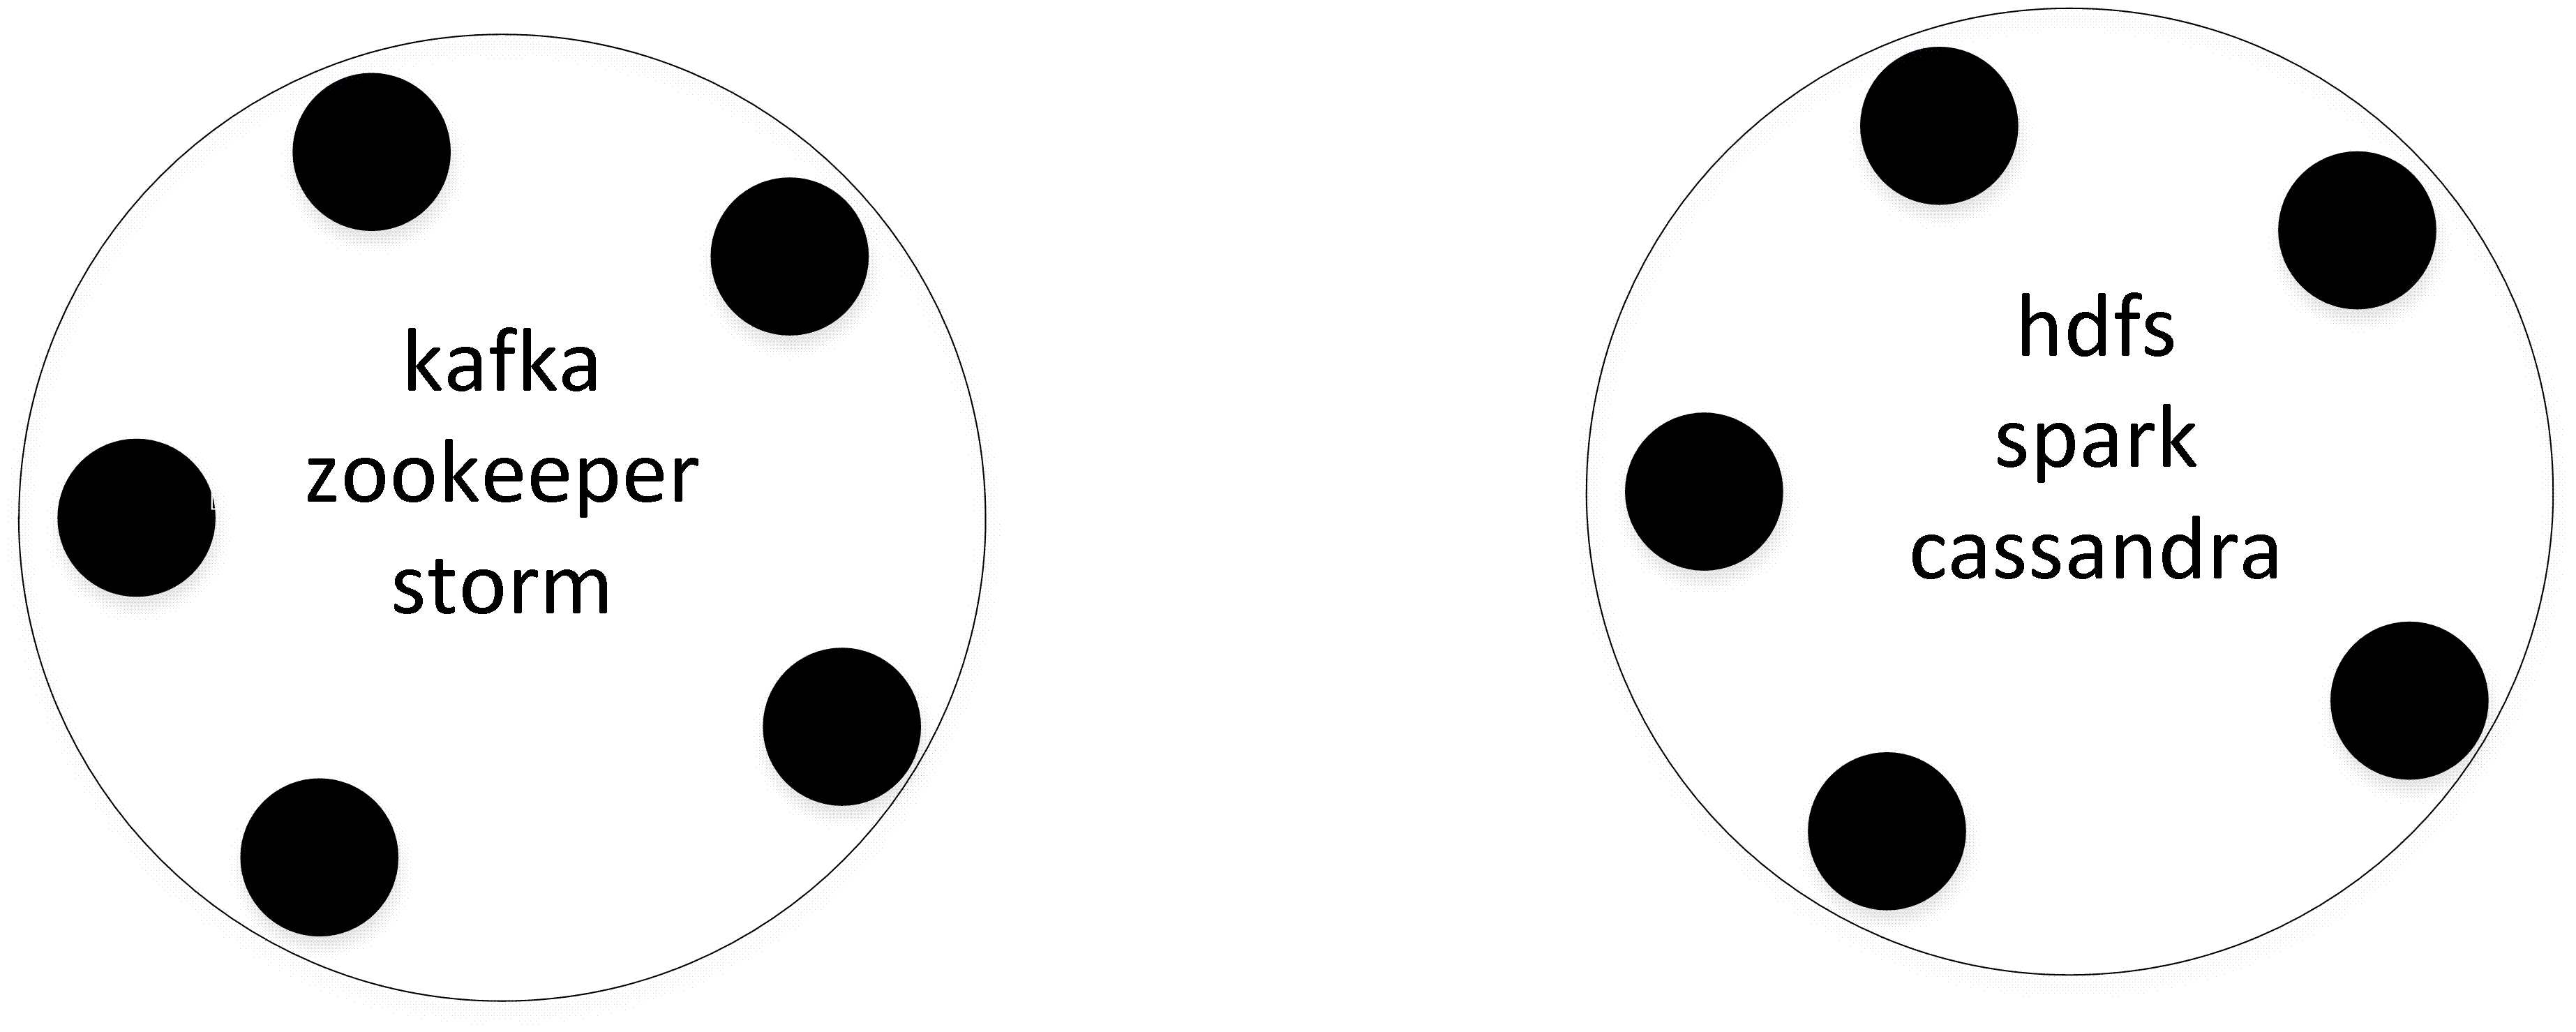 kafka
zookeeper
storm
hdfs
spark
cassandra